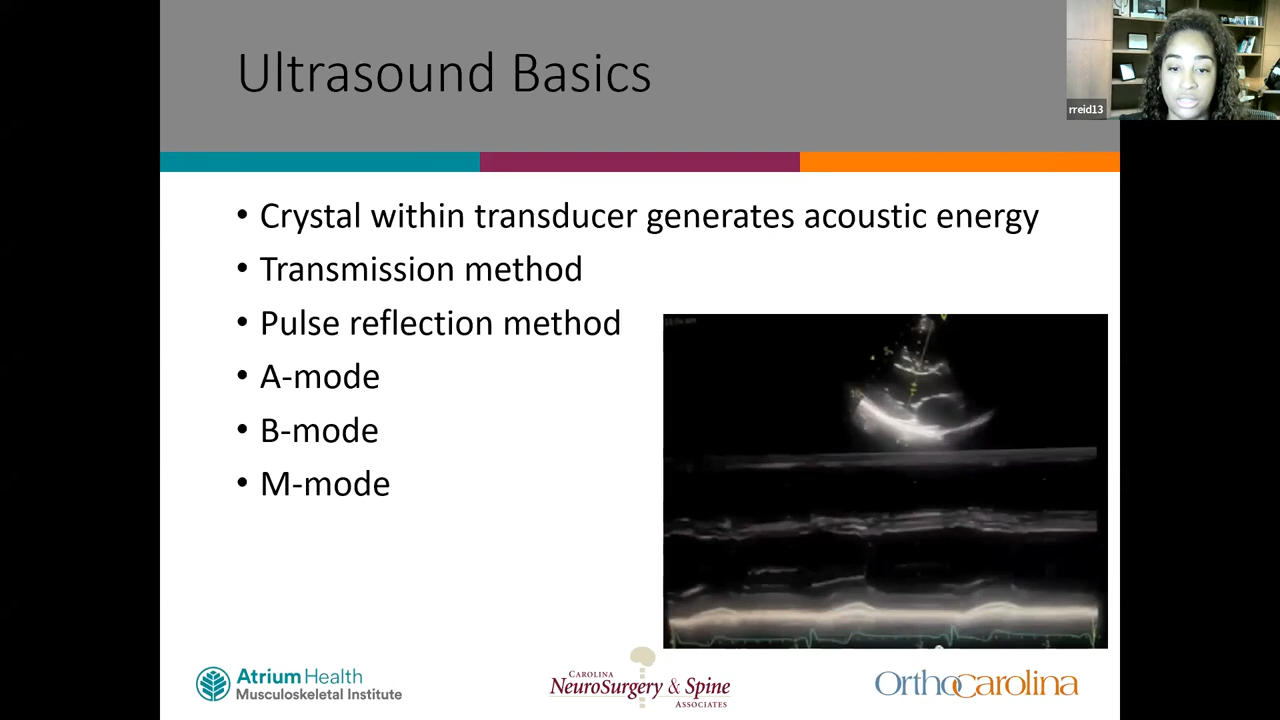 Ultrasound Basics
rreid13
• Crystal within transducer generates acoustic energy
• Transmission method
• Pulse reflection method
• A-mode
• B-mode
• M-mode
Atrium Health
Musculoskeletal Institute
CAROLINA
NEUROSURGERY & SPINE
ASSOCIATES
OrthoCarolina